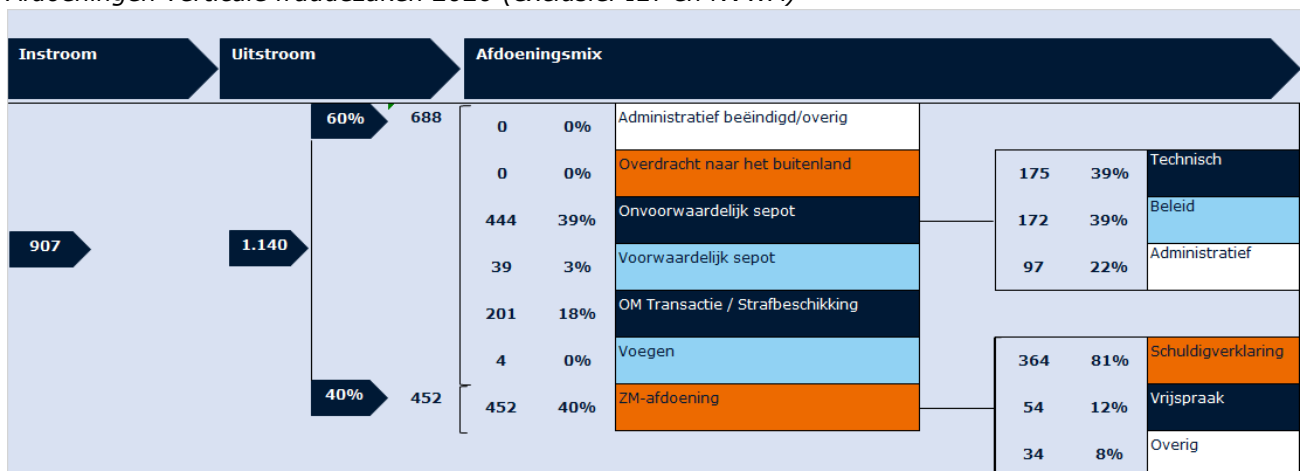 Instroom
Uitstroom
Afdoeningsmix
60% 688
0 0% Administratief beëindigd/overig
0 0% Overdracht naar het buitenland
444 39% Onvoorwaardelijk sepot
39 3% Voorwaardelijk sepot
201 18% OM Transactie / Strafbeschikking
4 0% Voegen
452 40% ZM-afdoening
907
1.140
40% 452
175 39% Technisch
172 39% Beleid
97 22% Administratief
364 81% Schuldigverklaring
54 12% Vrijspraak
34 8% Overig